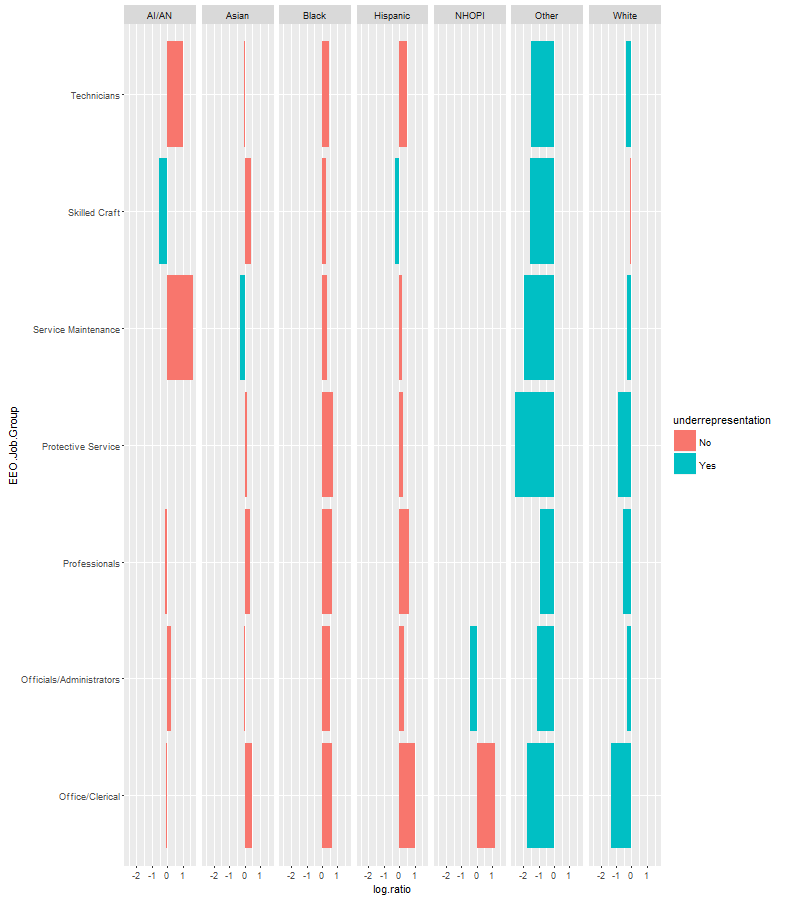 AI/AN Asian Black Hispanic NHOPI Other White
Technicians
Skilled Craft
Service Maintenance
Protective Service
Professionals
Officials/Administrators
Office/Clerical
EEO.Job.Group
-2 -1 0 1 -2 -1 0 1 -2 -1 0 1 -2 -1 0 1 -2 -1 0 1 -2 -1 0 1 -2 -1 0 1
log.ratio
underrepresentation
No
Yes